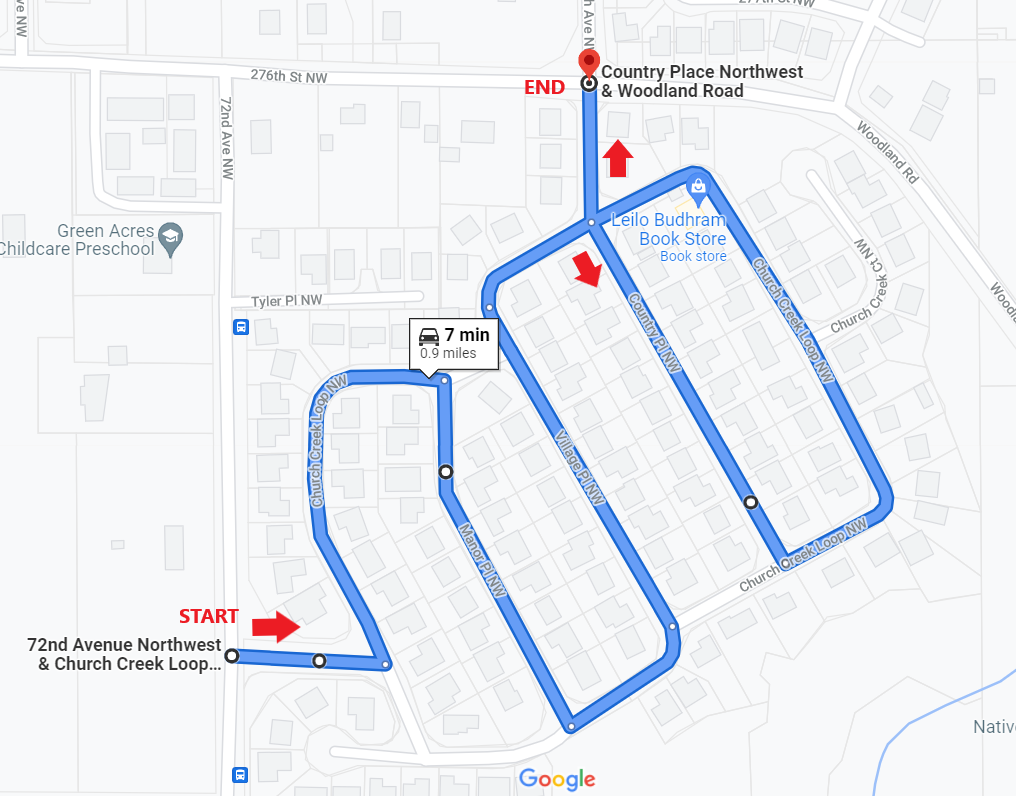 277th St NW
276th St NW
72nd Ave NW
END
Country Place Northwest
& Woodland Road
Woodland Rd
Green Acres
Childcare Preschool
Leilo Budhram
Book Store
Book store
Church Creek Ct NW
Tyler Pl NW
Country Pl NW
Church Creek Loop NW
7 min
0.9 miles
Church Creek Loop NW
Village Pl NW
Manor Pl NW
Church Creek Loop NW
START
72nd Avenue Northwest
& Church Creek Loop...
Google